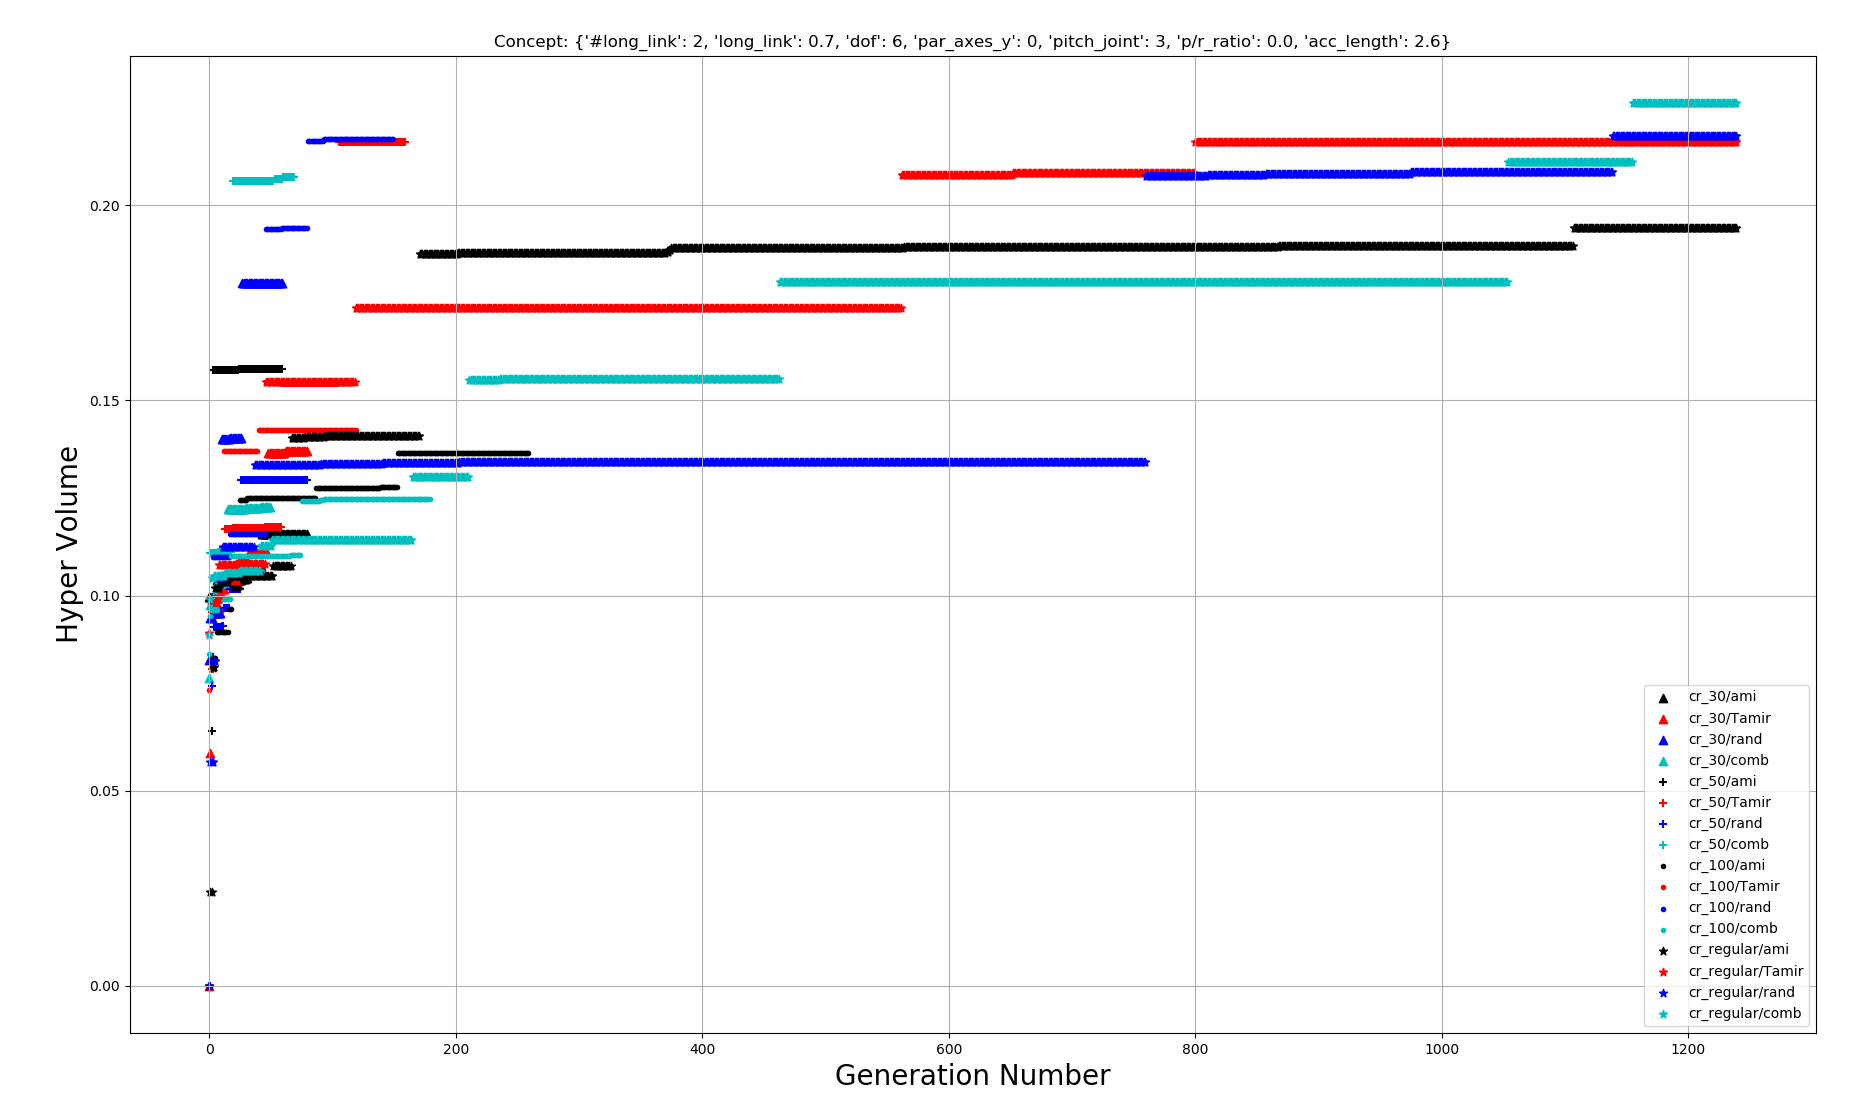 Concept: {'#long_link': 2, 'long_link': 0.7, 'dof': 6, 'par_axes_y': 0, 'pitch_joint': 3, 'p/r_ratio': 0.0, 'acc_length': 2.6}
Hyper Volume
0.20
0.15
0.10
0.05
0.00
cr_30/ami
cr_30/Tamir
cr_30/rand
cr_30/comb
cr_50/ami
cr_50/Tamir
cr_50/rand
cr_50/comb
cr_100/ami
cr_100/Tamir
cr_100/rand
cr_100/comb
cr_regular/ami
cr_regular/Tamir
cr_regular/rand
cr_regular/comb
0 200 400 600 800 1000 1200
Generation Number